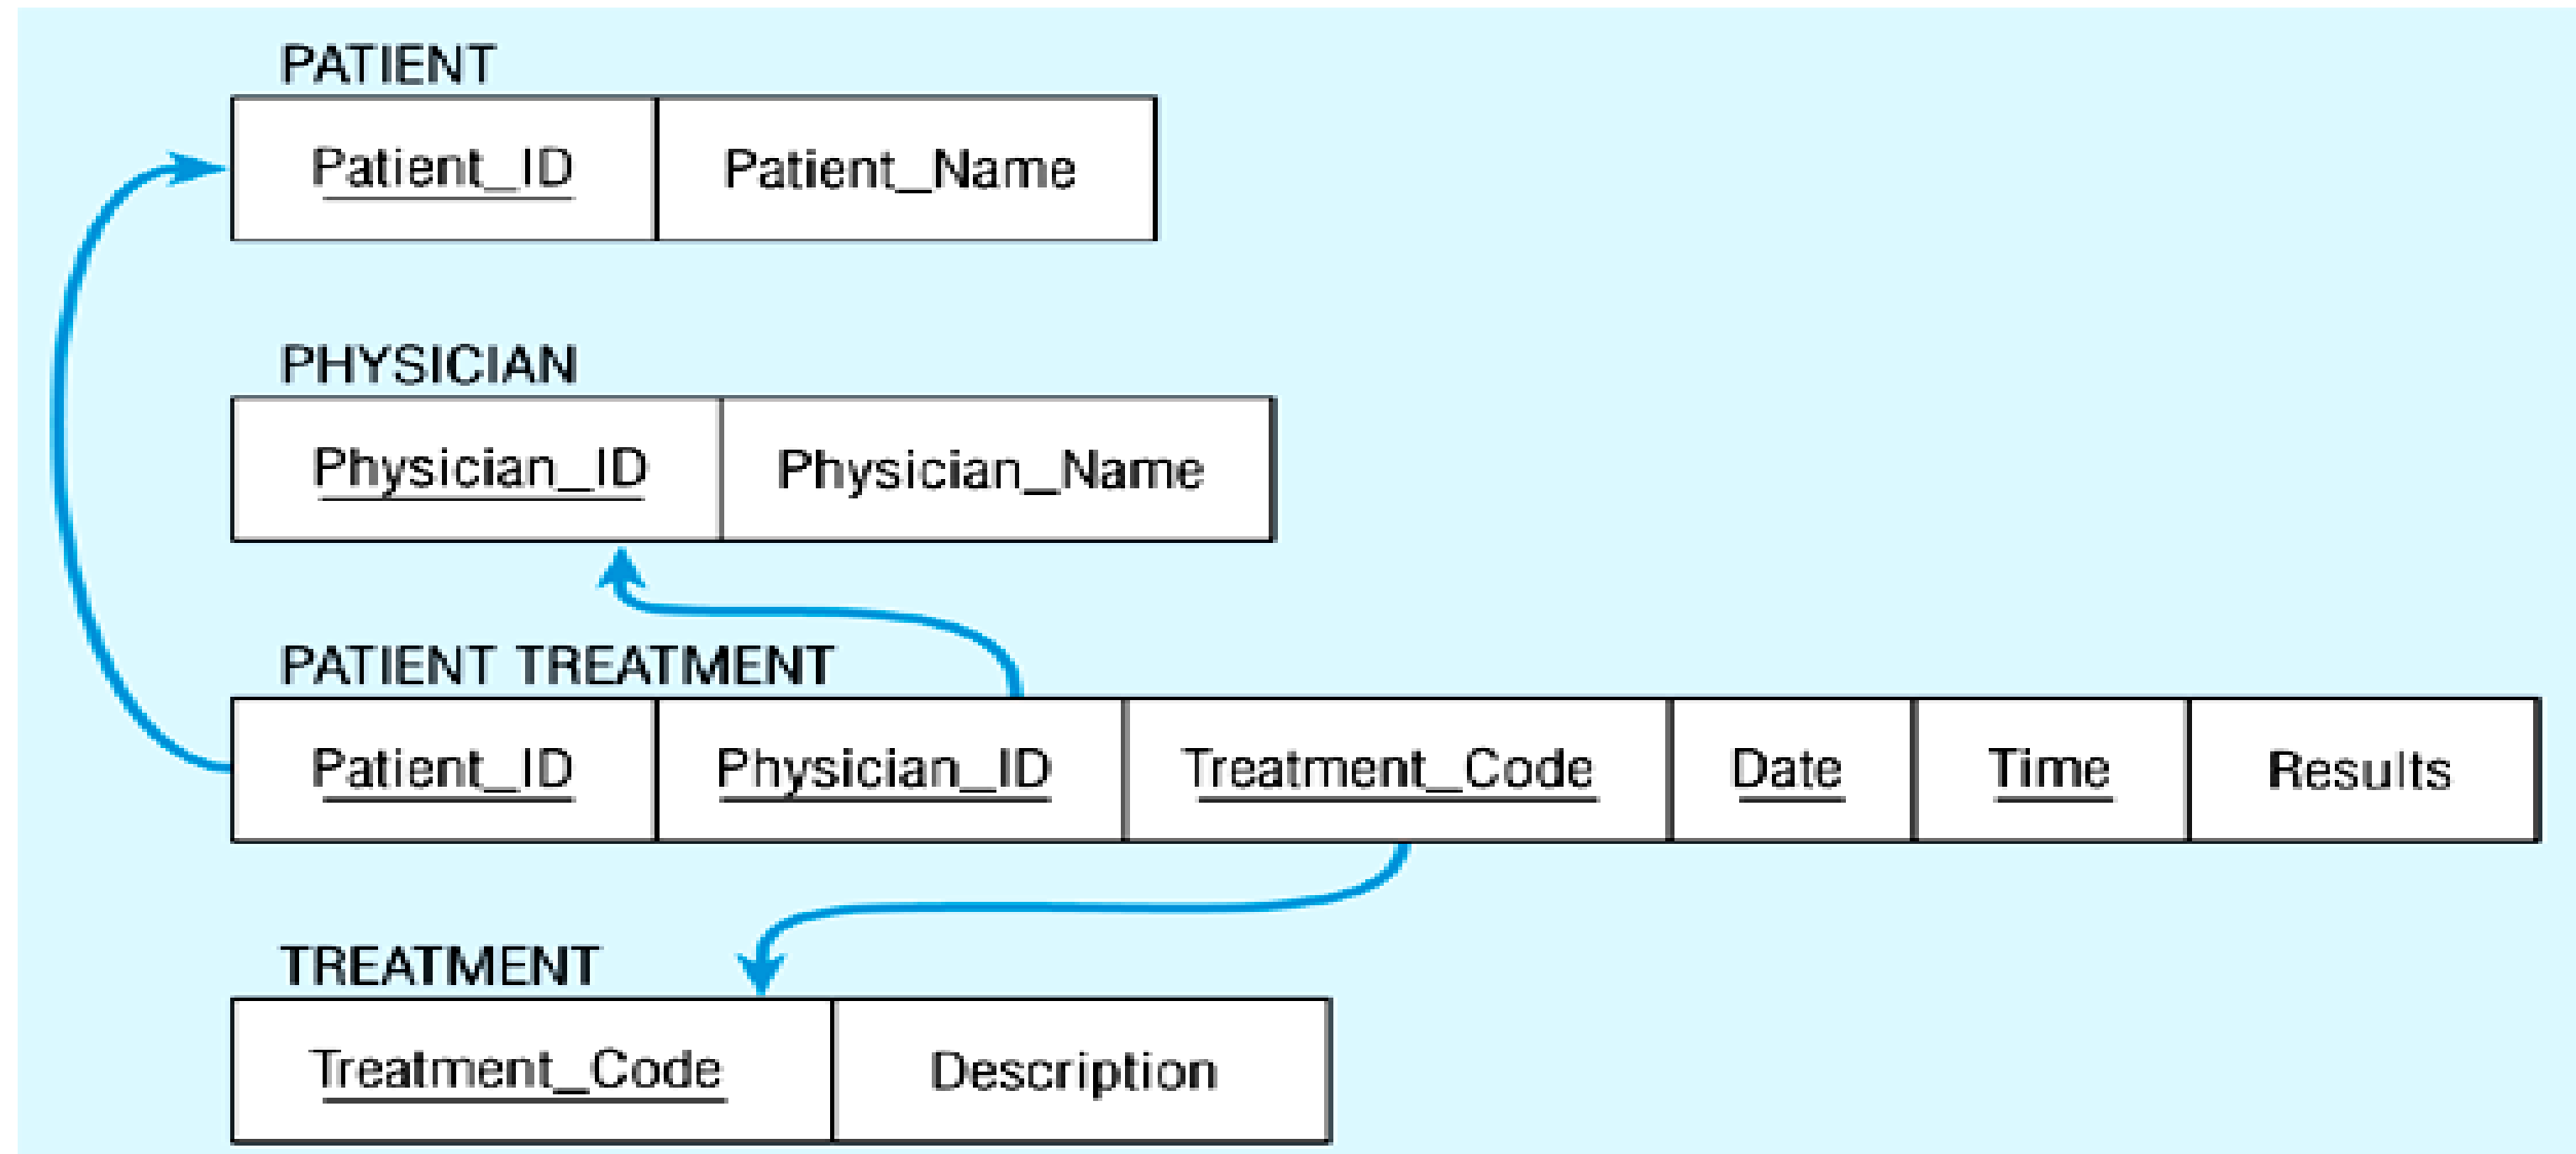 PATIENT
Patient_ID Patient_Name
PHYSICIAN
Physician_ID Physician_Name
PATIENT TREATMENT
Patient_ID Physician_ID Treatment_Code Date Time Results
TREATMENT
Treatment_Code Description